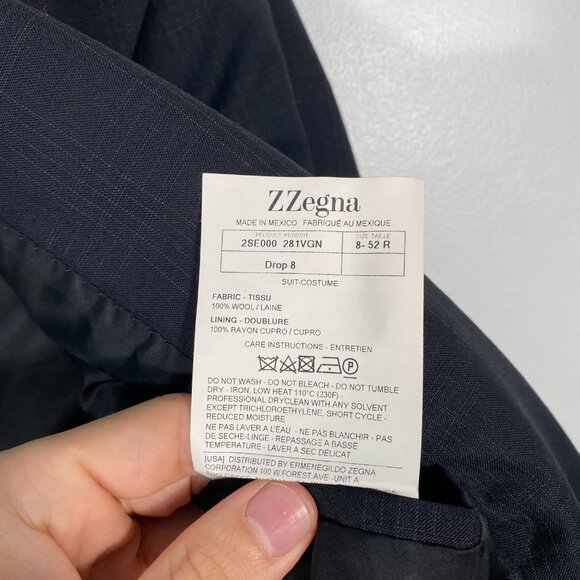 ZZegna
MADE IN MEXICO FABRIQUÉ AU MEXIQUE
PRODUCT PRODUIT SIZE TAILLE
2SE000 281VGN 8- 52 R
Drop 8
SUIT-COSTUME
FABRIC - TISSU
100% WOOL / LAINE
LINING - DOUBLURE
100% RAYON CUPRO / CUPRO
CARE INSTRUCTIONS - ENTRETIEN
P
DO NOT WASH - DO NOT BLEACH - DO NOT TUMBLE
DRY - IRON, LOW HEAT 110°C (230F) -
PROFESSIONAL DRYCLEAN WITH ANY SOLVENT
EXCEPT TRICHLOROETHYLENE, SHORT CYCLE -
REDUCED MOISTURE
NE PAS LAVER A L'EAU - NE PAS BLANCHIR - PAS
DE SECHE-LINGE - REPASSAGE A BASSE
TEMPERATURE - LAVER A SEC DELICAT
[USA] DISTRIBUTED BY ERMENEGILDO ZEGNA
CORPORATION 100 W.FOREST AVE -UNIT A